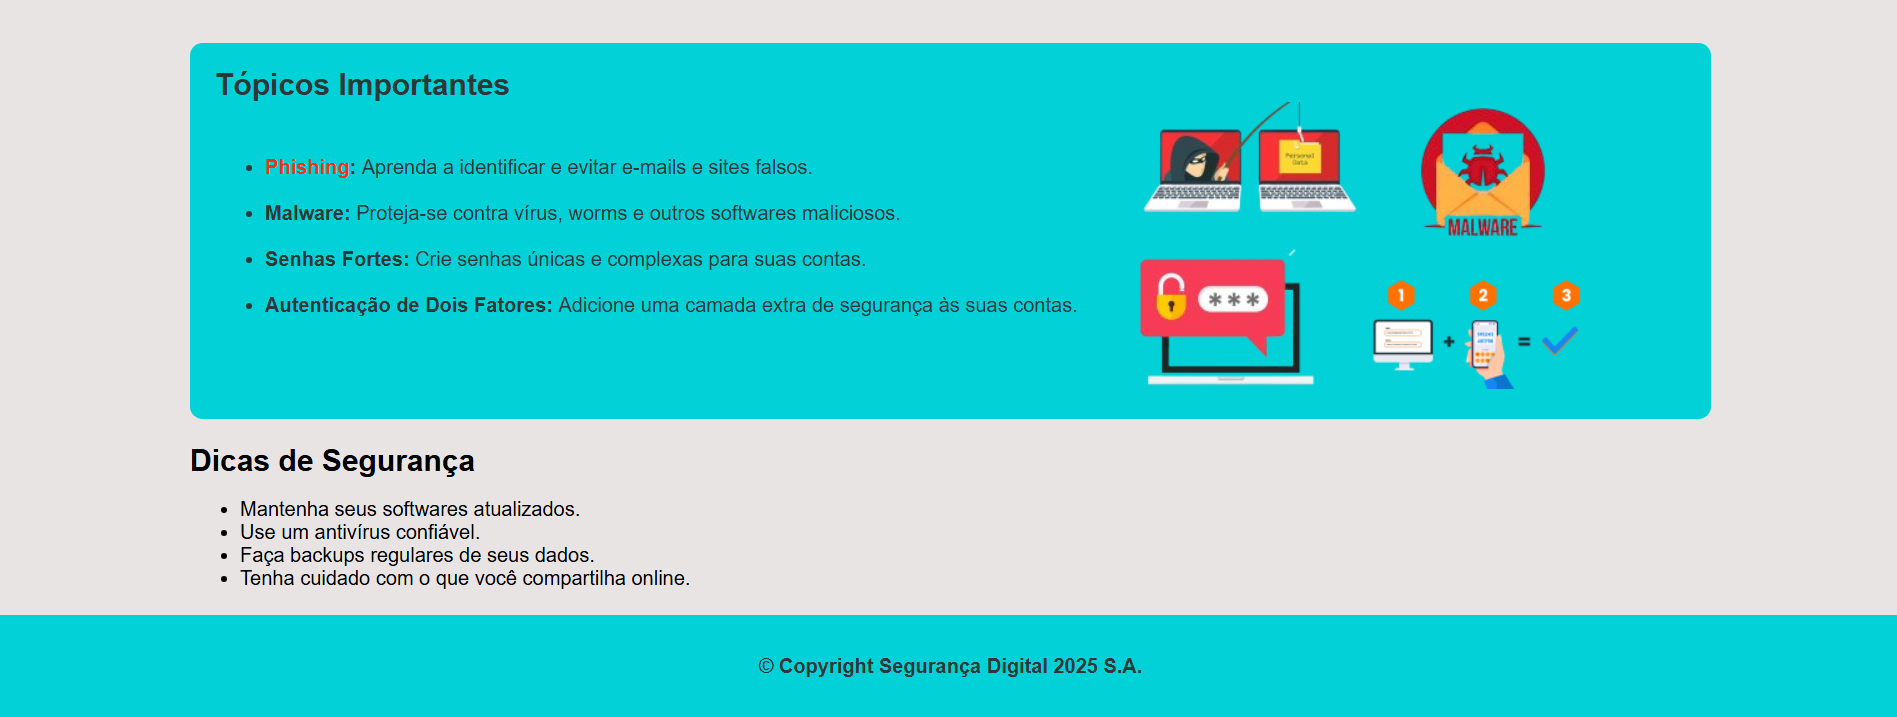 Tópicos Importantes
Phishing: Aprenda a identificar e evitar e-mails e sites falsos.
Malware: Proteja-se contra vírus, worms e outros softwares maliciosos.
Senhas Fortes: Crie senhas únicas e complexas para suas contas.
Autenticação de Dois Fatores: Adicione uma camada extra de segurança às suas contas.
Personal
Data
MALWARE
***
1 2 3
+ =
Dicas de Segurança
Mantenha seus softwares atualizados.
Use um antivírus confiável.
Faça backups regulares de seus dados.
Tenha cuidado com o que você compartilha online.
© Copyright Segurança Digital 2025 S.A.